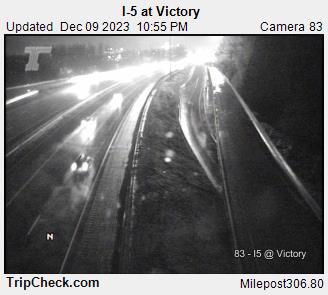 I-5 at Victory
Updated Dec 09 2023 10:55 PM Camera 83
T
N
83 - I5 @ Victory
TripCheck.com Milepost306.80